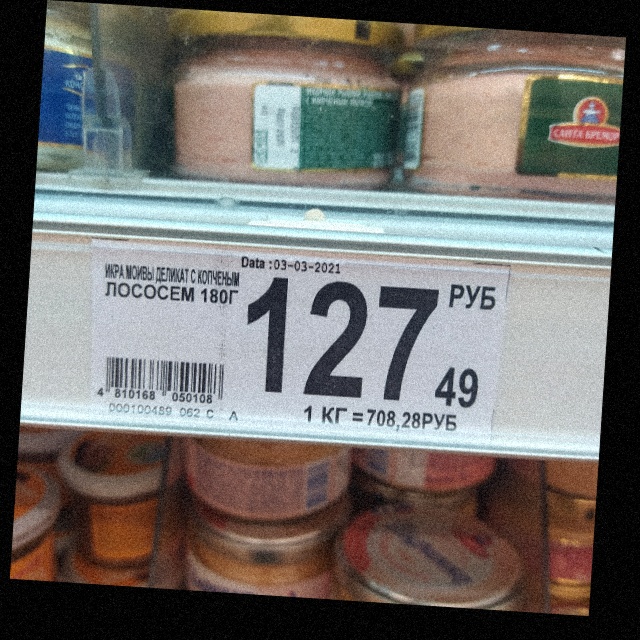 САНТА БРЕМОР
Data :03-03-2021
ИКРА МОЙВЫ ДЕЛИКАТ С КОПЧЕНЫМ
ЛОСОСЕМ 180Г
127 49 РУБ
4 810168 050108
000100489 062 С А
1 КГ =708,28РУБ